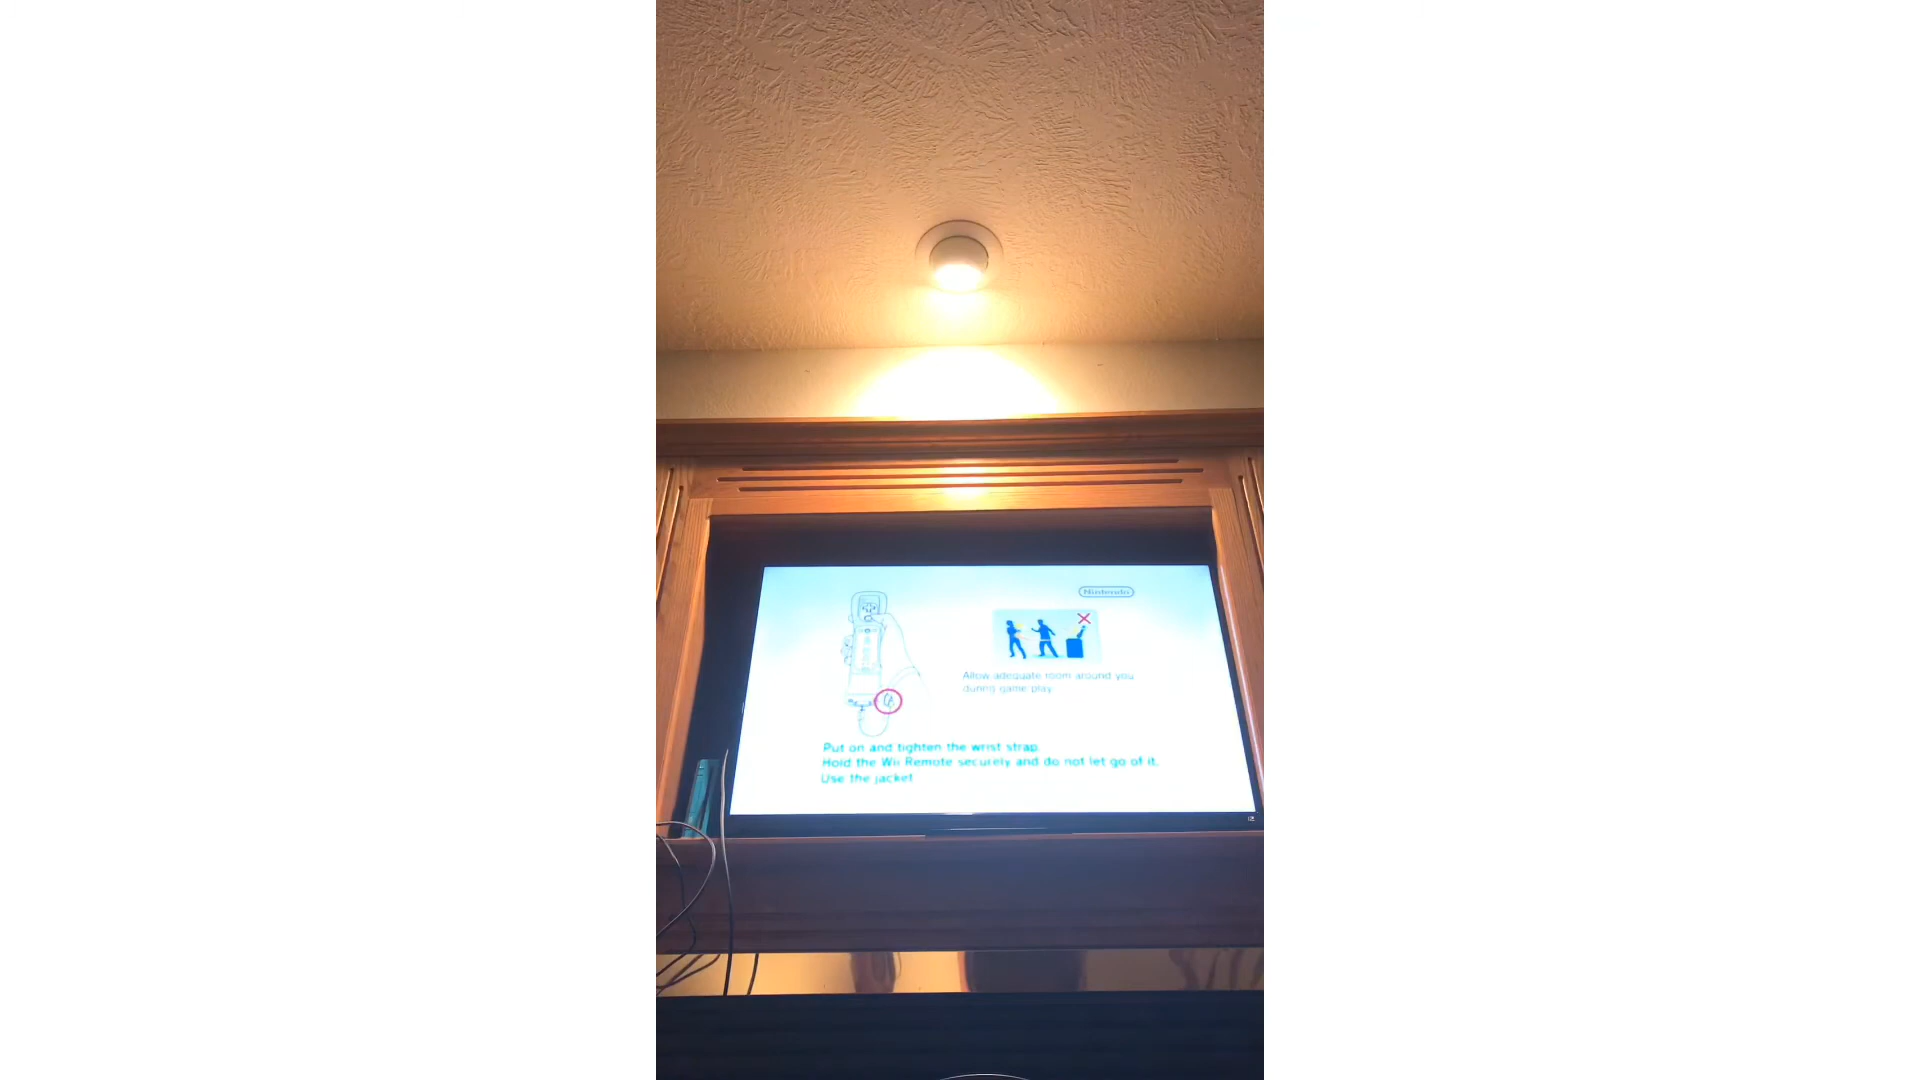 Nintendo
Allow adequate room around you
during game play.
Put on and tighten the wrist strap.
Hold the Wii Remote securely and do not let go of it.
Use the jacket.